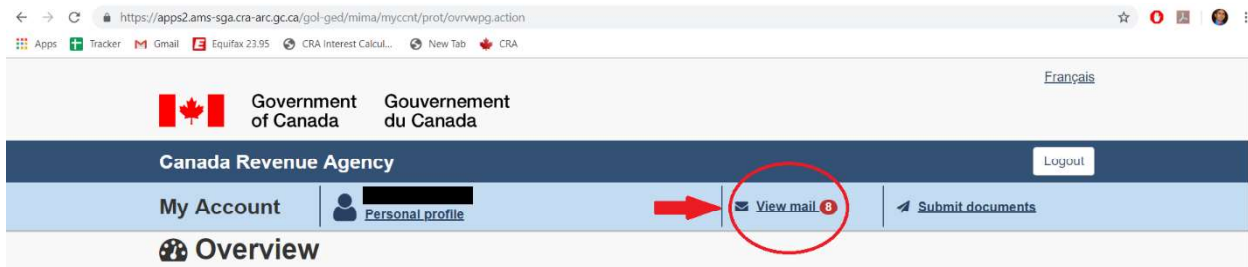 https://apps2.ams-sga.cra-arc.gc.ca/gol-ged/mima/myccnt/prot/ovrvwpg.action
Apps Tracker Gmail Equifax 23.95 CRA Interest Calcul... New Tab CRA
Français
Government Gouvernement
of Canada du Canada
Canada Revenue Agency Logout
My Account Personal profile View mail 8 Submit documents
Overview